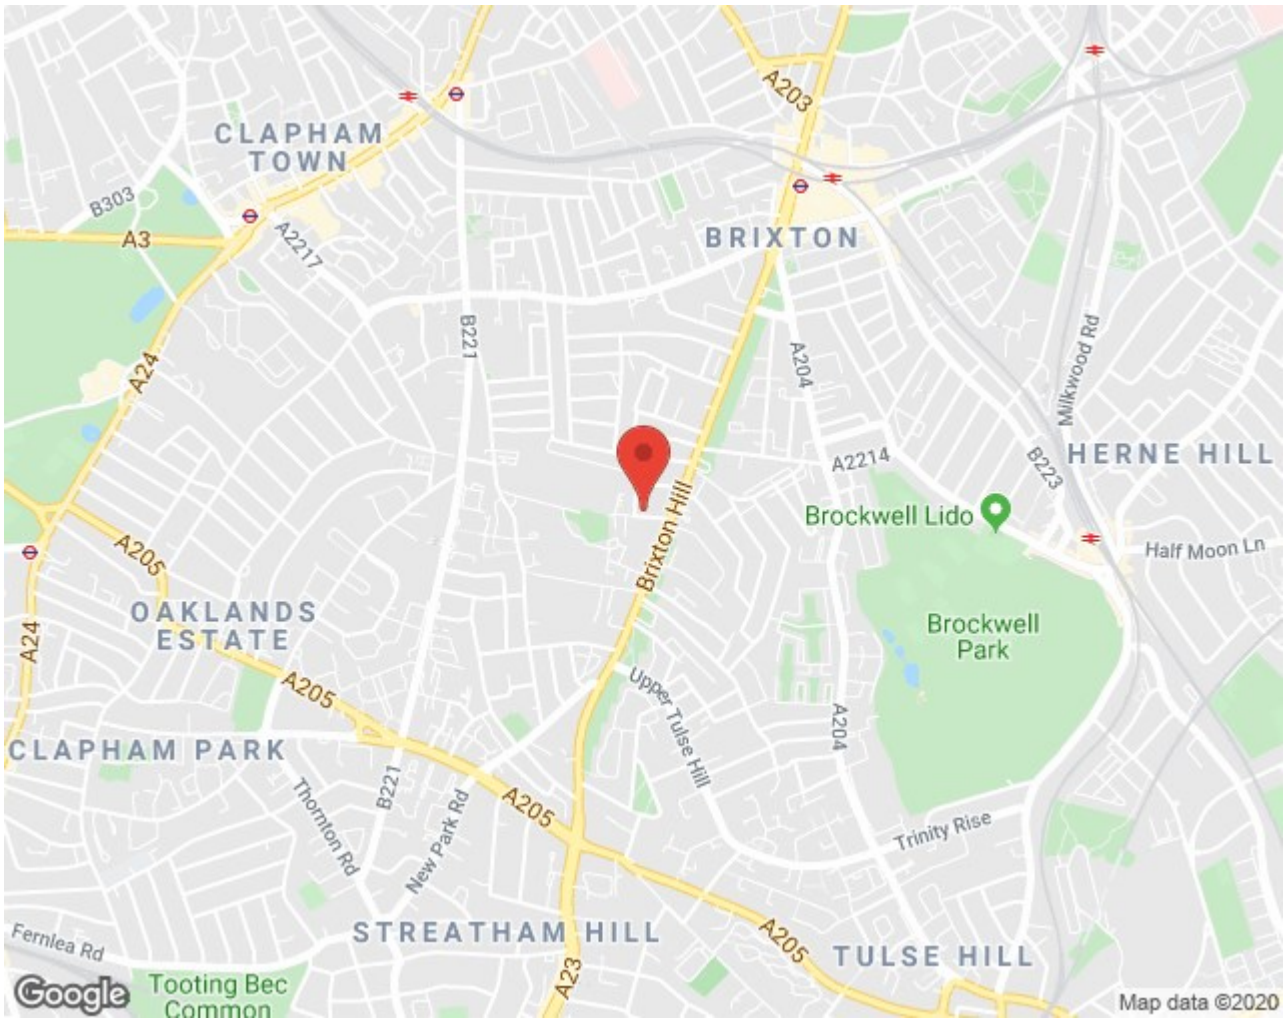 A203
CLAPHAM
TOWN
B303
A3
A2217
BRIXTON
B221
A24
A204
Milkwood Rd
A2214
B223
HERNE HILL
Brixton Hill
Brockwell Lido
Half Moon Ln
A205
OAKLANDS
ESTATE
A24
Brockwell
Park
A205
Upper Tulse Hill
A204
CLAPHAM PARK
B221
Thornton Rd
New Park Rd
A205
Trinity Rise
STREATHAM HILL
Fernlea Rd
A205
TULSE HILL
A23
Tooting Bec
Common
Google
Map data ©2020